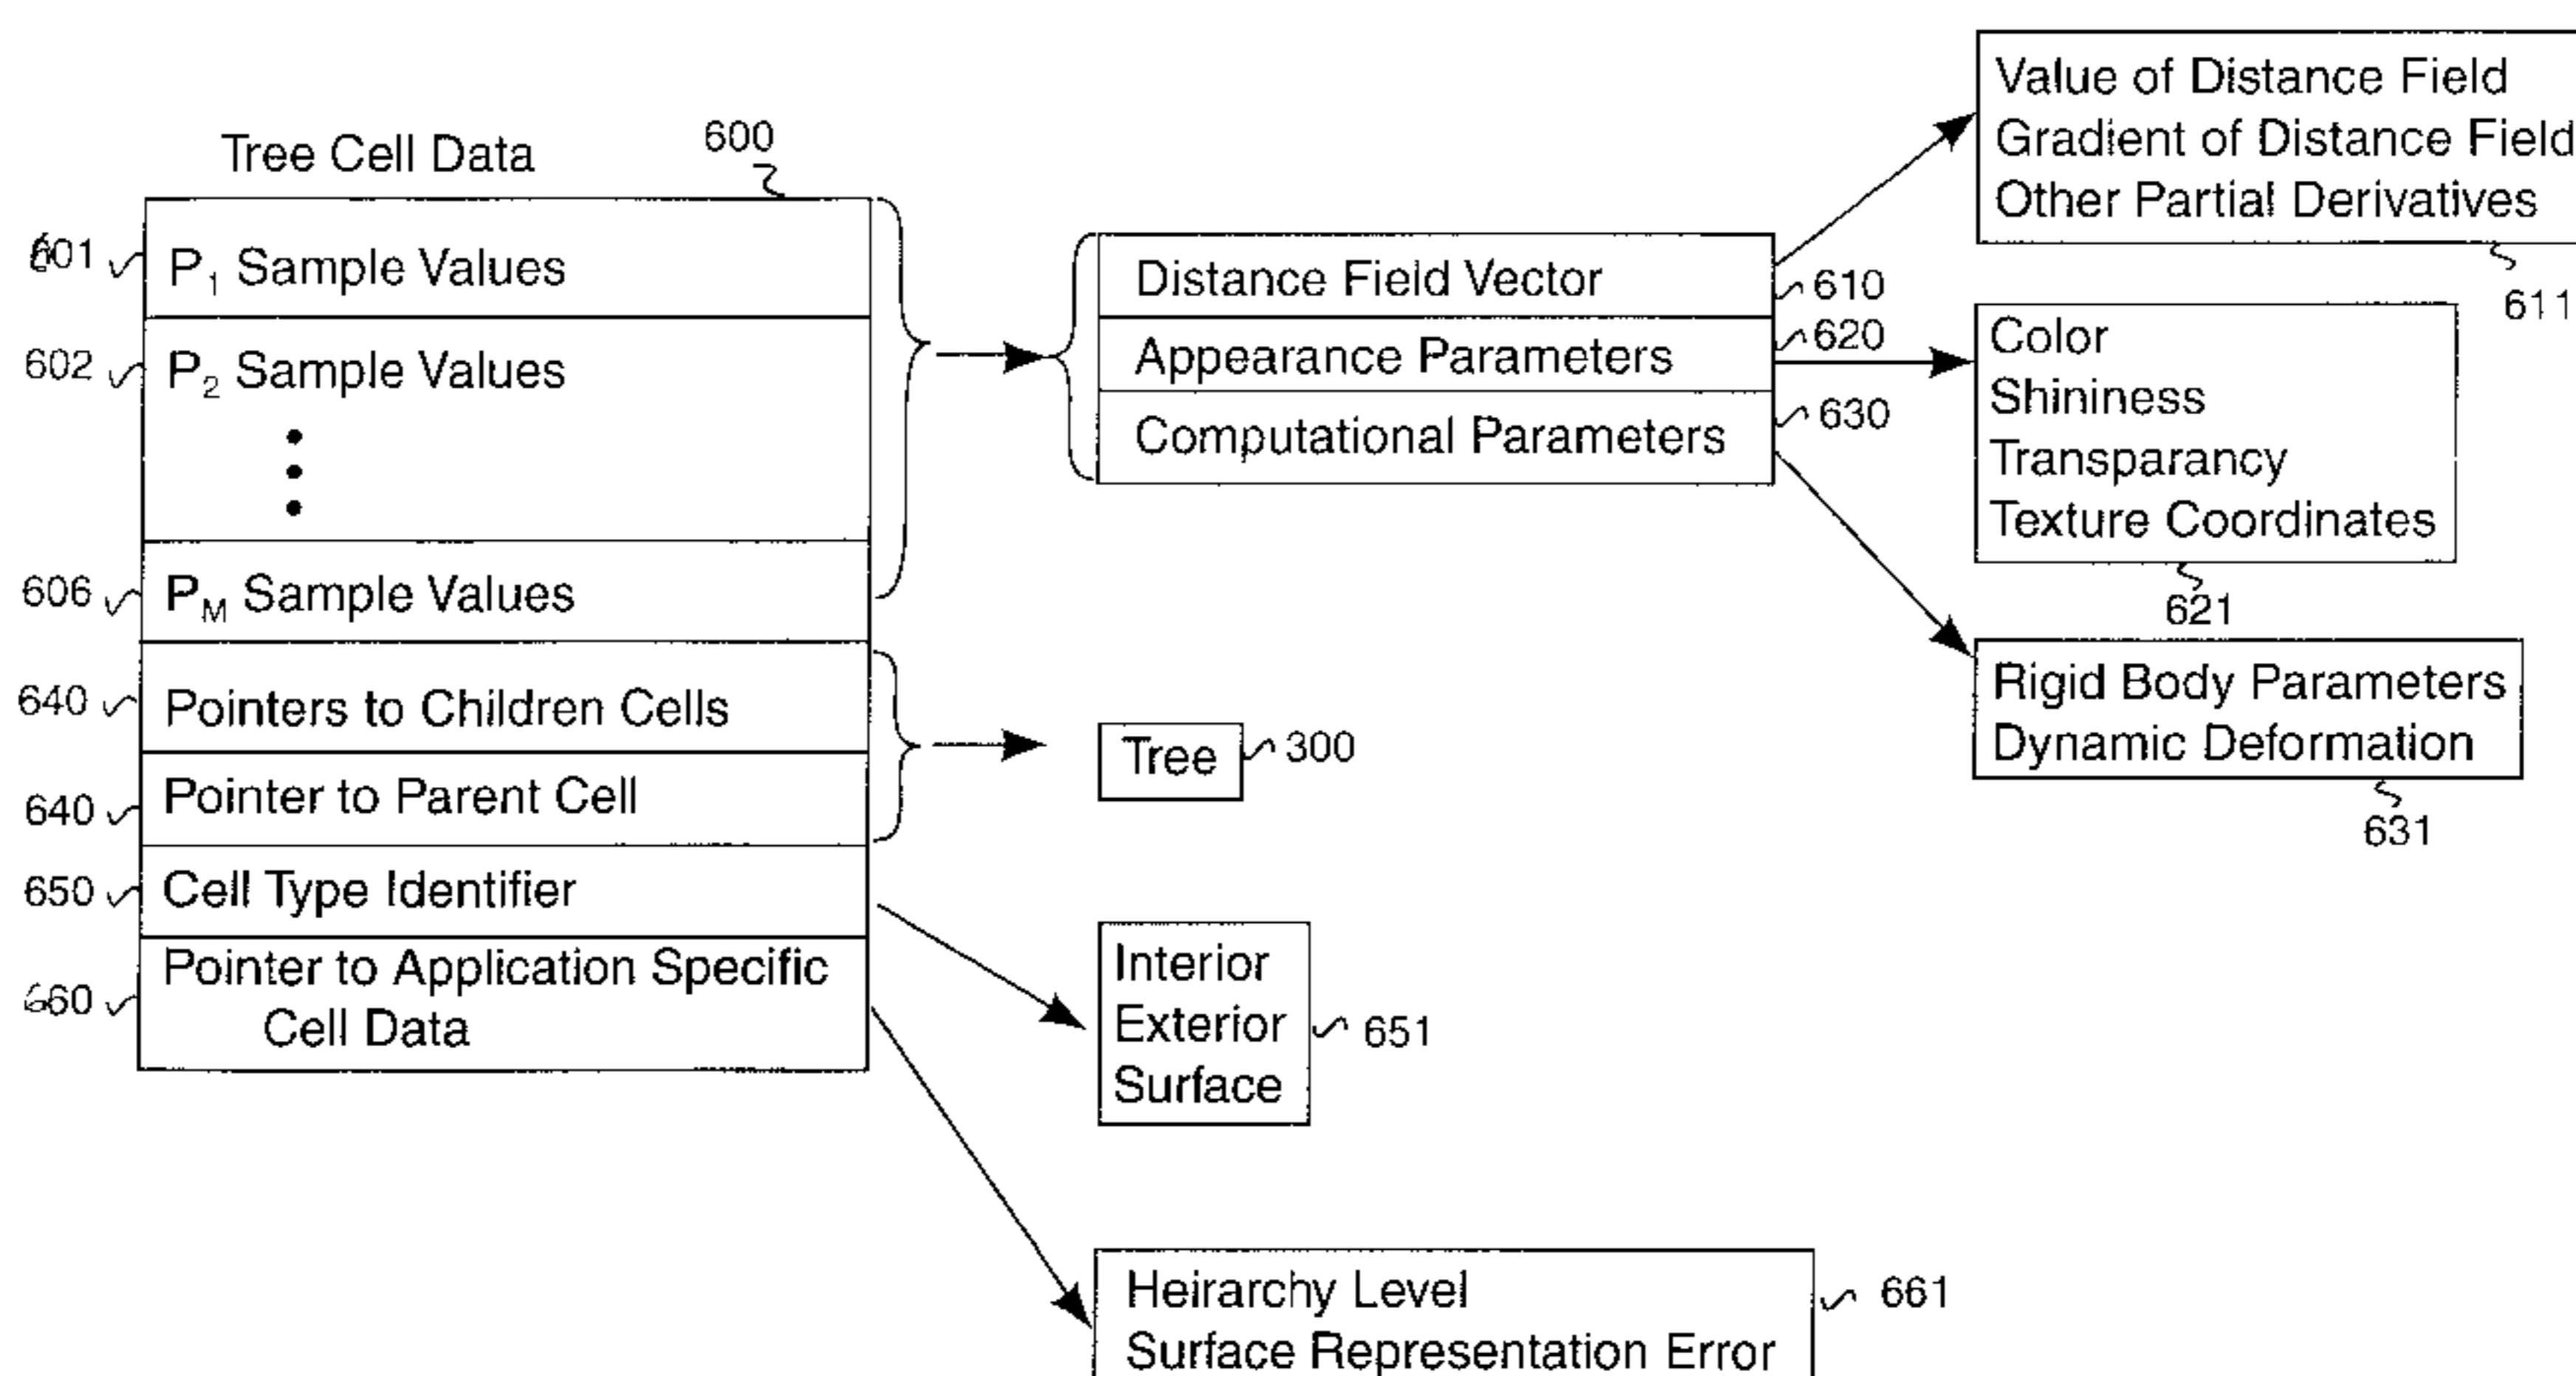 Tree Cell Data
600
601
P1 Sample Values
602
P2 Sample Values
606
PM Sample Values
640
Pointers to Children Cells
640
Pointer to Parent Cell
650
Cell Type Identifier
660
Pointer to Application Specific
Cell Data
Distance Field Vector
610
Appearance Parameters
620
Computational Parameters
630
Value of Distance Field
Gradient of Distance Field
Other Partial Derivatives
611
Color
Shininess
Transparancy
Texture Coordinates
621
Rigid Body Parameters
Dynamic Deformation
631
Tree
300
Interior
Exterior
Surface
651
Heirarchy Level
Surface Representation Error
661